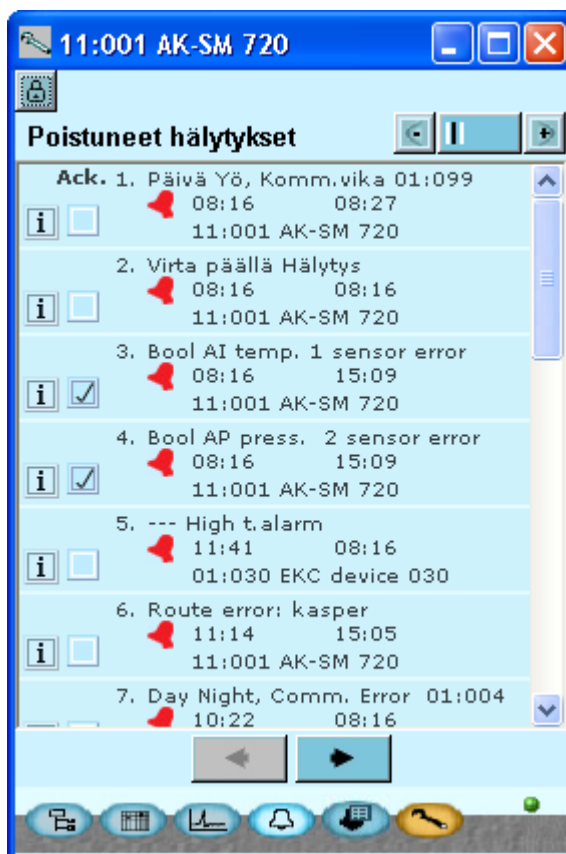 11:001 AK-SM 720
Poistuneet hälytykset
Ack. 1. Päivä Yö, Komm.vika 01:099
08:16 08:27
i 11:001 AK-SM 720
2. Virta päällä Hälytys
08:16 08:16
i 11:001 AK-SM 720
3. Bool AI temp. 1 sensor error
08:16 15:09
i 11:001 AK-SM 720
4. Bool AP press. 2 sensor error
08:16 15:09
i 11:001 AK-SM 720
5. --- High t.alarm
11:41 08:16
i 01:030 EKC device 030
6. Route error: kasper
11:14 15:05
i 11:001 AK-SM 720
7. Day Night, Comm. Error 01:004
10:22 08:16